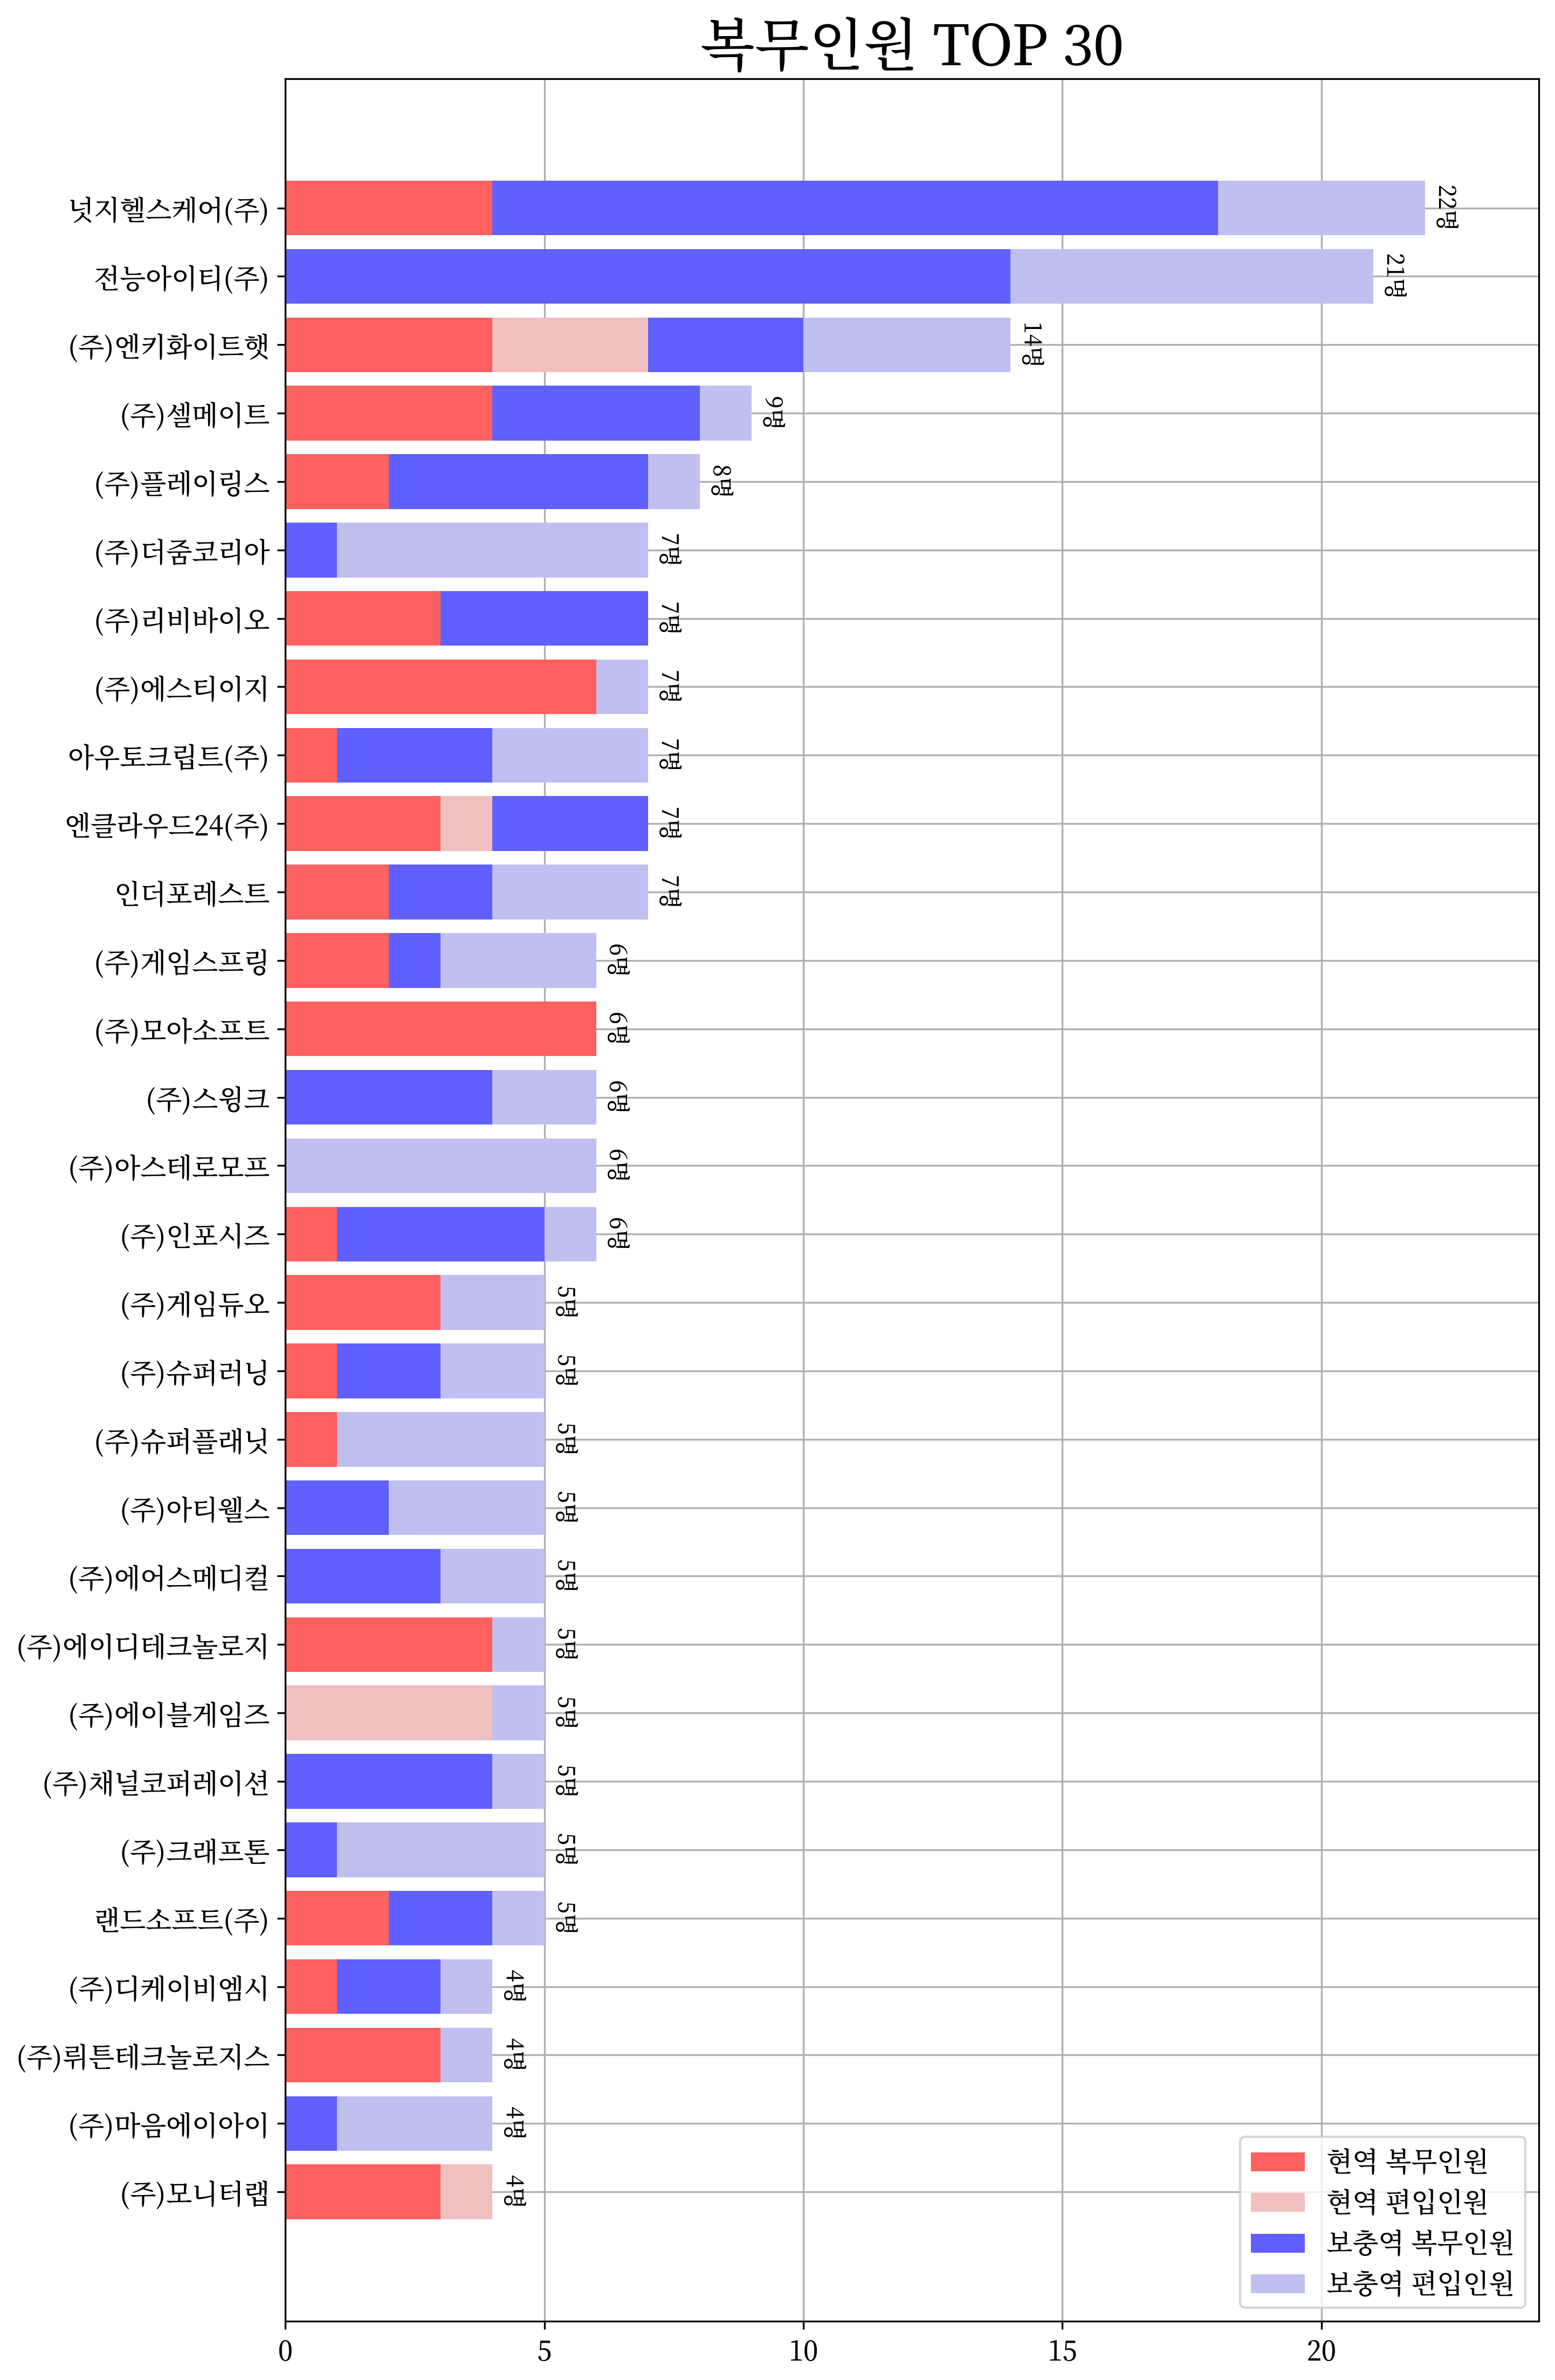 복무인원 TOP 30
넛지헬스케어(주)
22명
전능아이티(주)
21명
(주)엔키화이트햇
14명
(주)셀메이트
9명
(주)플레이링스
8명
(주)더줌코리아
7명
(주)리비바이오
7명
(주)에스티이지
7명
아우토크립트(주)
7명
엔클라우드24(주)
7명
인더포레스트
7명
(주)게임스프링
6명
(주)모아소프트
6명
(주)스윙크
6명
(주)아스테로모프
6명
(주)인포시즈
6명
(주)게임듀오
5명
(주)슈퍼러닝
5명
(주)슈퍼플래닛
5명
(주)아티웰스
5명
(주)에어스메디컬
5명
(주)에이디테크놀로지
5명
(주)에이블게임즈
5명
(주)채널코퍼레이션
5명
(주)크래프톤
5명
랜드소프트(주)
5명
(주)디케이비엠시
4명
(주)뤼튼테크놀로지스
4명
(주)마음에이아이
4명
(주)모니터랩
4명
현역 복무인원
현역 편입인원
보충역 복무인원
보충역 편입인원
0 5 10 15 20